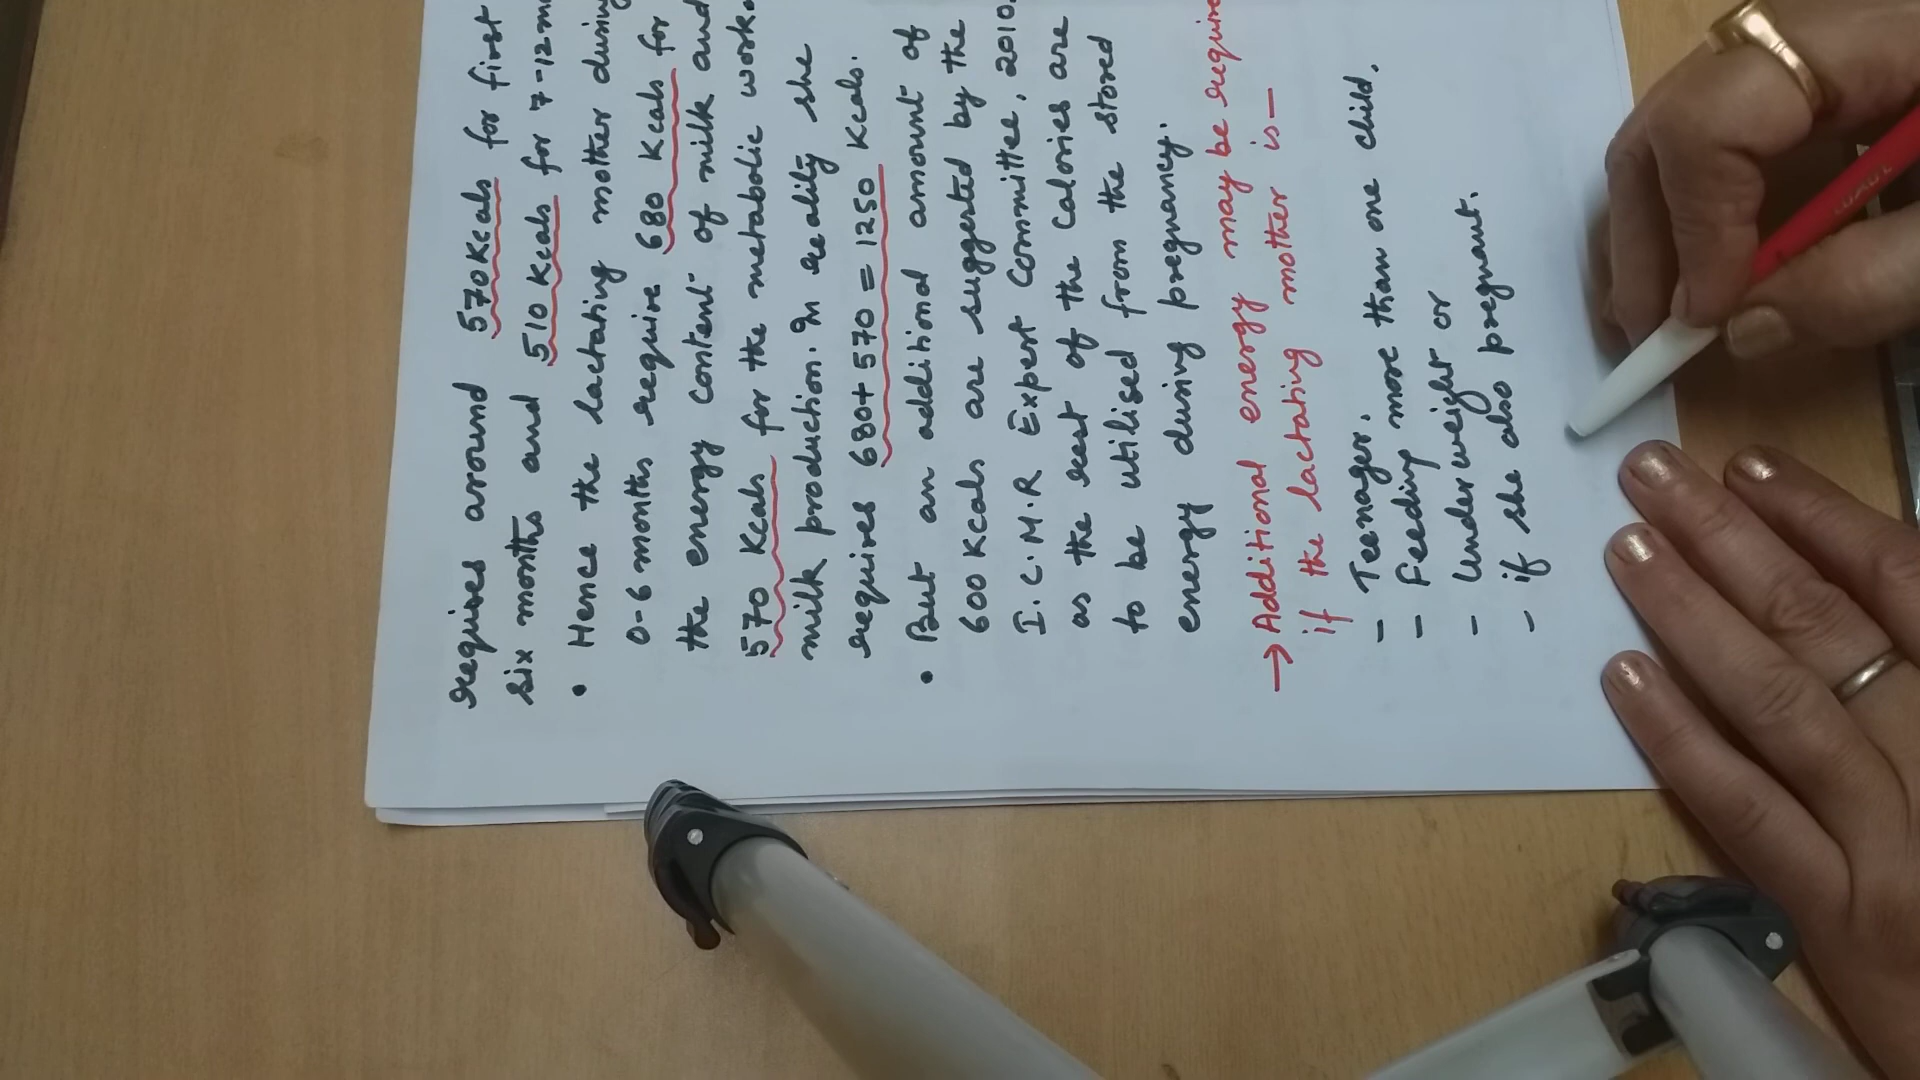 requires around 570 Kcals for first
six months and 510 Kcals for 7-12 mo
• Hence the lactating mother during
0-6 months require 680 Kcals for
the energy content of milk and
570 Kcals for the metabolic work.
milk production. In reality she
requires 680+570 = 1250 Kcals.
• But an additional amount of
600 Kcals are suggested by the
I.C.M.R Expert Committee, 2010.
as the rest of the Calories are
to be utilised from the stored
energy during pregnancy.
→ Additional energy may be require
if the lactating mother is—
- Teenager.
- Feeding more than one child.
- Underweight or
- if she also pregnant.